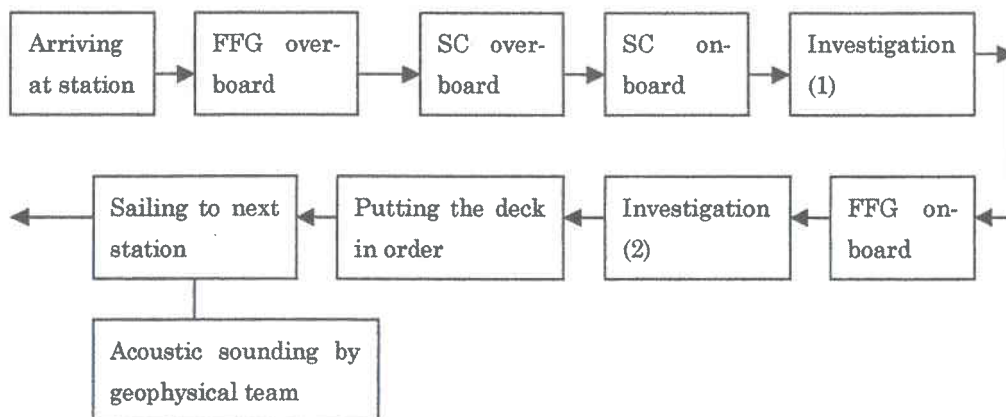 Arriving
at station
FFG over-
board
SC over-
board
SC on-
board
Investigation
(1)
FFG on-
board
Investigation
(2)
Putting the deck
in order
Sailing to next
station
Acoustic sounding by
geophysical team